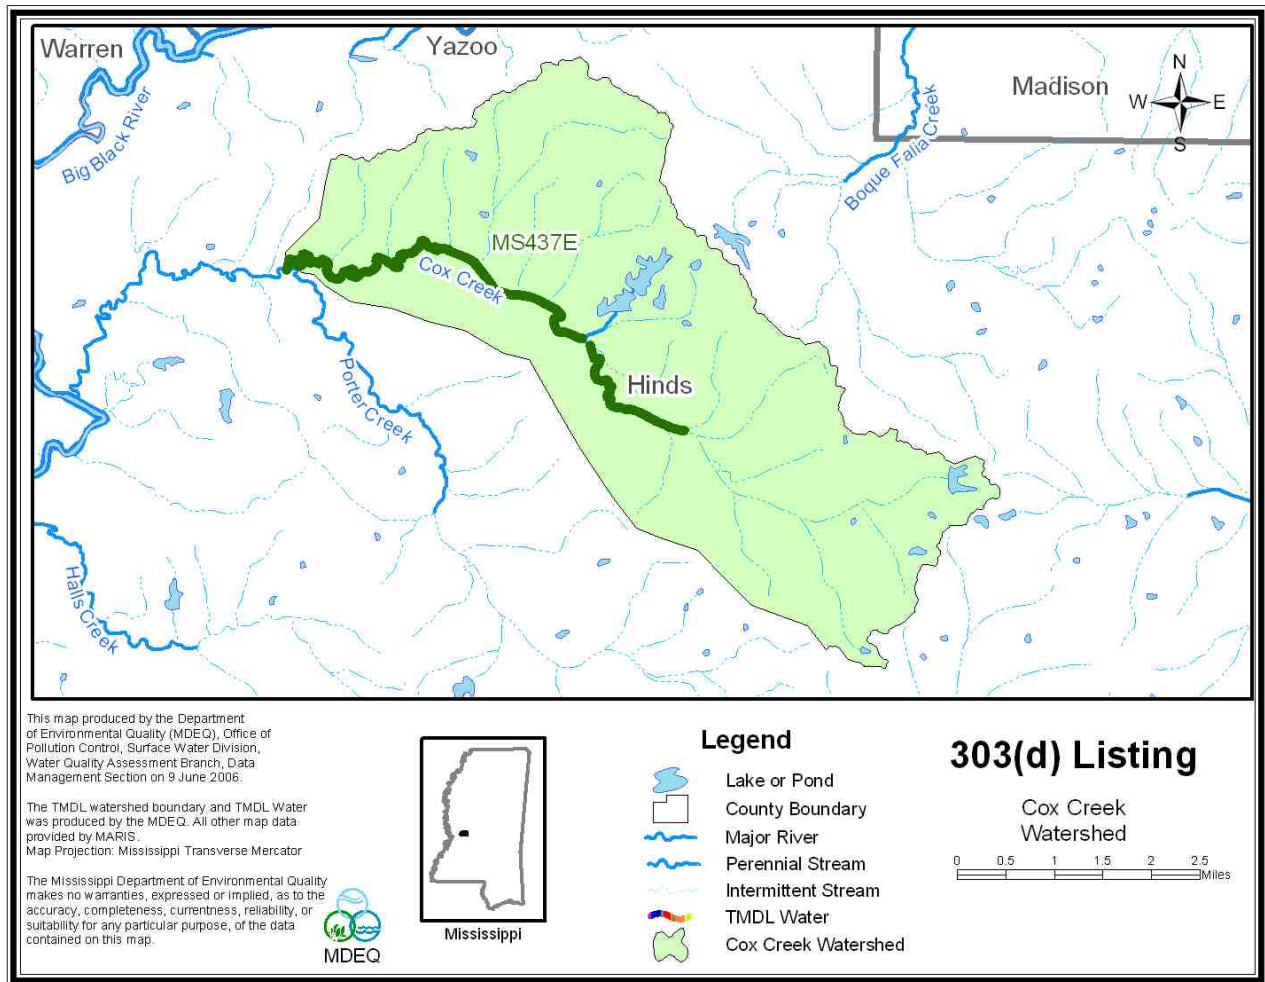 Warren
Yazoo
Madison
N
W
E
S
Big Black River
Boque Falia Creek
MS437E
Cox Creek
Hinds
Porter Creek
Halls Creek
This map produced by the Department
of Environmental Quality (MDEQ), Office of
Pollution Control, Surface Water Division,
Water Quality Assessment Branch, Data
Management Section on 9 June 2006.
The TMDL watershed boundary and TMDL Water
was produced by the MDEQ. All other map data
provided by MARIS.
Map Projection: Mississippi Transverse Mercator
The Mississippi Department of Environmental Quality
makes no warranties, expressed or implied, as to the
accuracy, completeness, currentness, reliability, or
suitability for any particular purpose, of the data
contained on this map.
MDEQ
Mississippi
Legend
Lake or Pond
County Boundary
Major River
Perennial Stream
Intermittent Stream
TMDL Water
Cox Creek Watershed
303(d) Listing
Cox Creek
Watershed
0 0.5 1 1.5 2 2.5
Miles